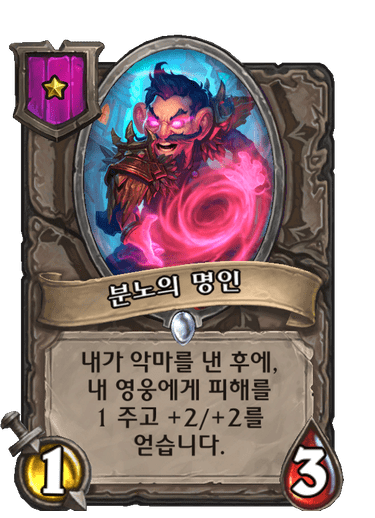 분노의 명인
내가 악마를 낸 후에,
내 영웅에게 피해를
1 주고 +2/+2를
얻습니다.
1
3